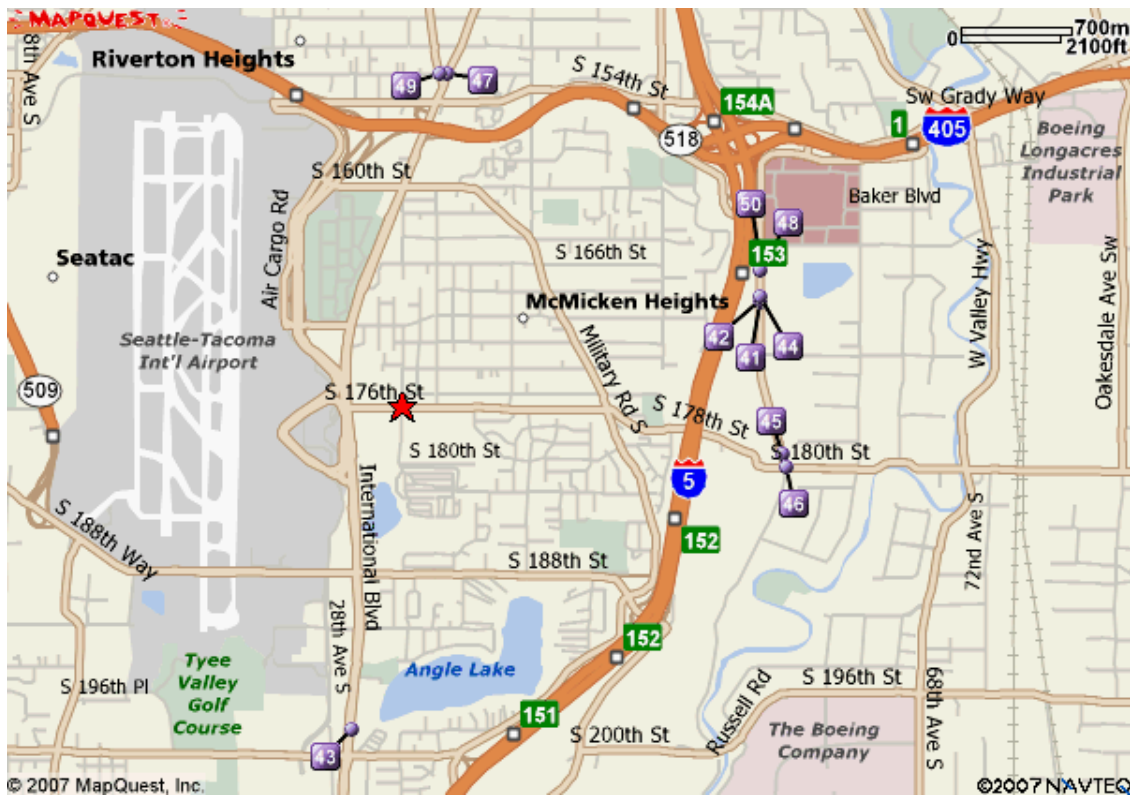 MAPQUEST
700m
0
2100ft
8th Ave S
Riverton Heights
49
47
S 154th St
154A
Sw Grady Way
1
405
518
Boeing
Longacres
Industrial
Park
S 160th St
50
48
Baker Blvd
Air Cargo Rd
Seatac
S 166th St
153
W Valley Hwy
Oakesdale Ave Sw
McMicken Heights
Seattle-Tacoma
Int'l Airport
42
41
44
Military Rd S
509
S 176th St
S 178th St
45
S 180th St
S 180th St
5
46
International Blvd
S 188th Way
152
S 188th St
72nd Ave S
28th Ave S
152
Tyee
Valley
Golf
Course
Angle Lake
S 196th Pl
Russell Rd
S 196th St
68th Ave S
151
S 200th St
The Boeing
Company
43
© 2007 MapQuest, Inc.
©2007 NAVTEQ